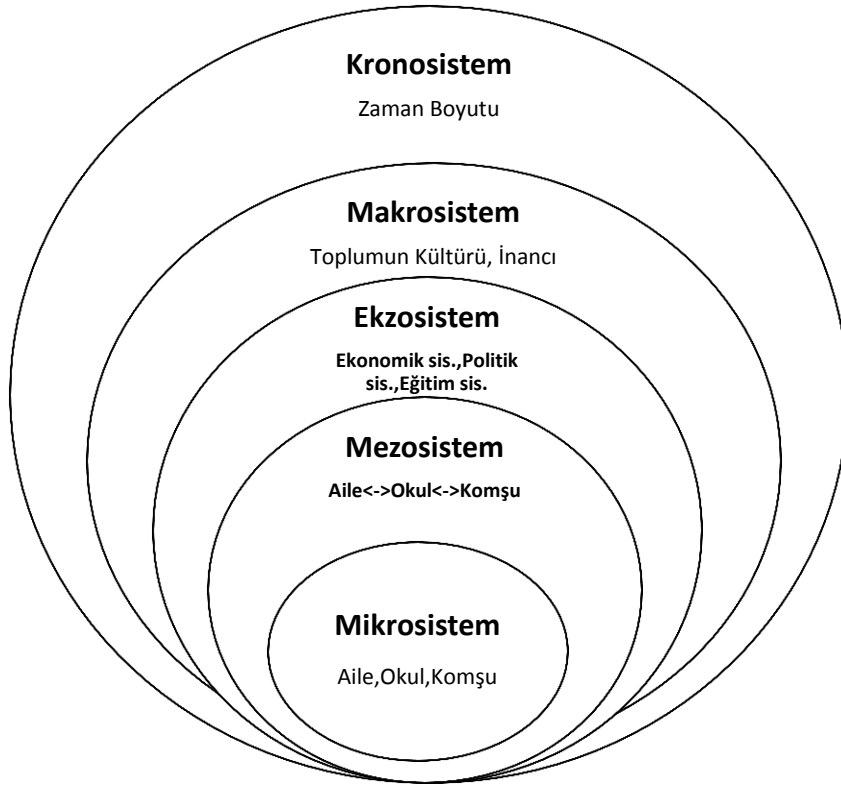 Kronosistem
Zaman Boyutu
Makrosistem
Toplumun Kültürü, İnancı
Ekzosistem
Ekonomik sis.,Politik
sis.,Eğitim sis.
Mezosistem
Aile<->Okul<->Komşu
Mikrosistem
Aile,Okul,Komşu